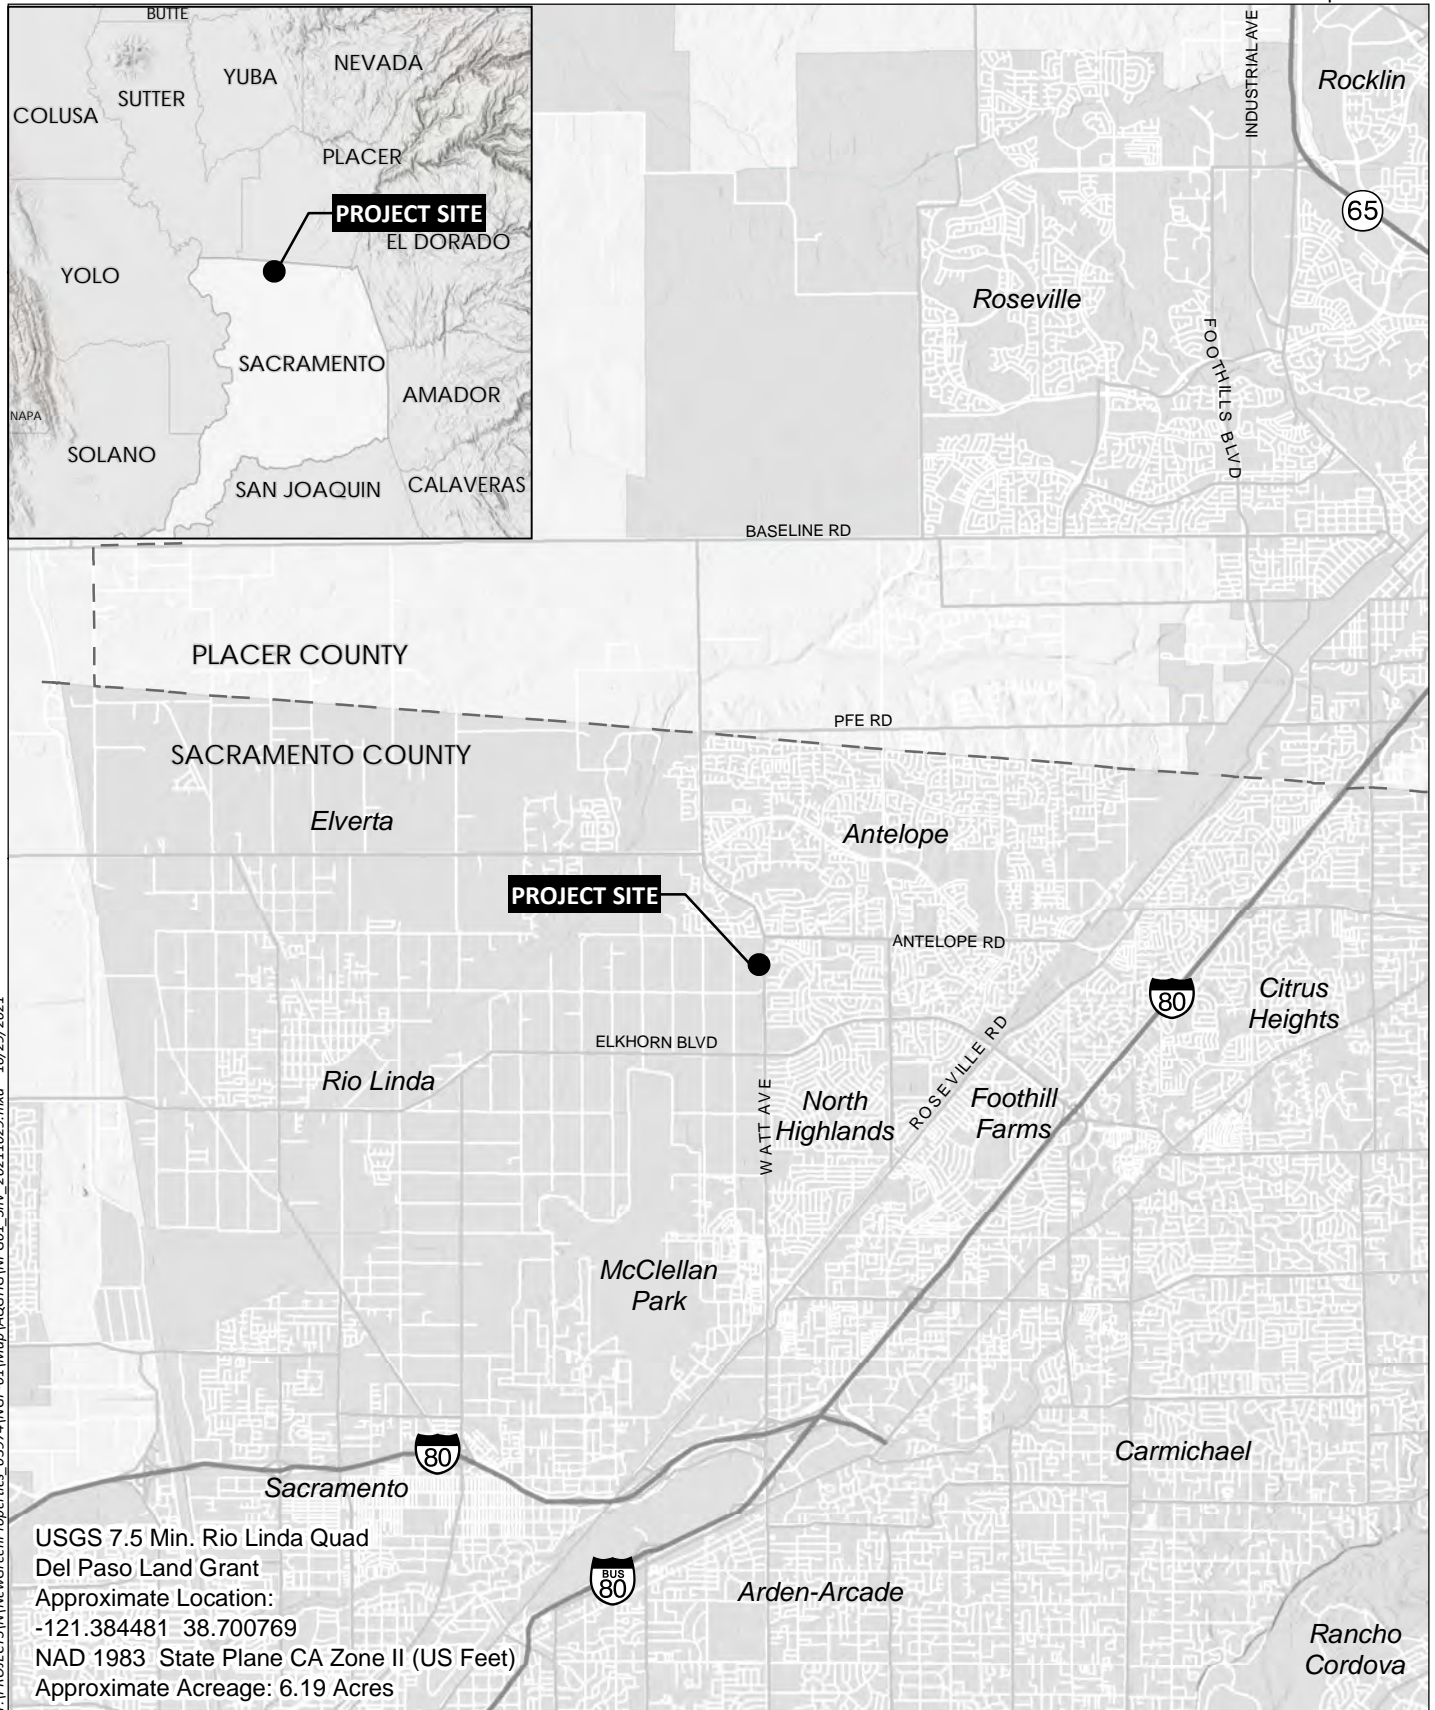 BUTTE
NEVADA
YUBA
SUTTER
COLUSA
PLACER
PROJECT SITE
EL DORADO
YOLO
SACRAMENTO
AMADOR
NAPA
SOLANO
SAN JOAQUIN
CALAVERAS
INDUSTRIAL AVE
Rocklin
65
Roseville
FOOTHILLS BLVD
BASELINE RD
PLACER COUNTY
PFE RD
SACRAMENTO COUNTY
Elverta
Antelope
PROJECT SITE
ANTELOPE RD
80
Citrus
Heights
ELKHORN BLVD
ROSEVILLE RD
Rio Linda
WATT AVE
North
Highlands
Foothill
Farms
McClellan
Park
80
Carmichael
Sacramento
BUS
80
Arden-Arcade
Rancho
Cordova
USGS 7.5 Min. Rio Linda Quad
Del Paso Land Grant
Approximate Location:
-121.384481 38.700769
NAD 1983 State Plane CA Zone II (US Feet)
Approximate Acreage: 6.19 Acres